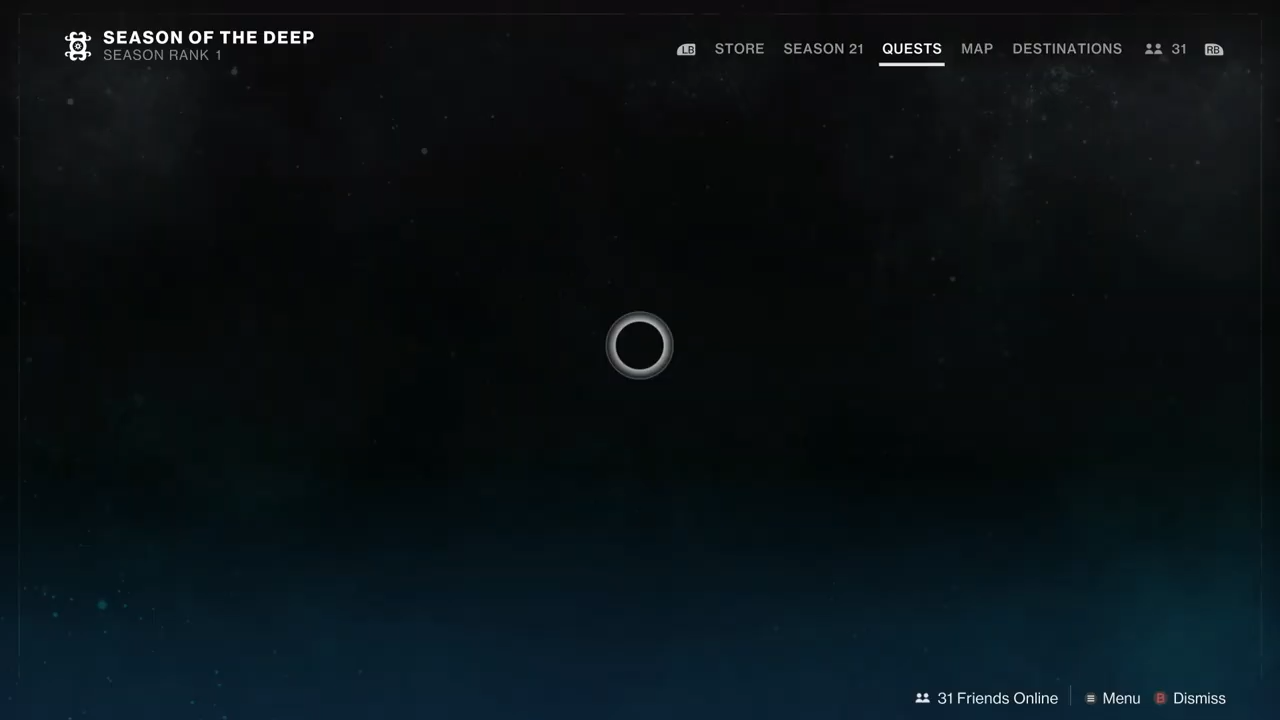 SEASON OF THE DEEP
SEASON RANK 1
LB STORE SEASON 21 QUESTS MAP DESTINATIONS 31 RB
31 Friends Online Menu B Dismiss